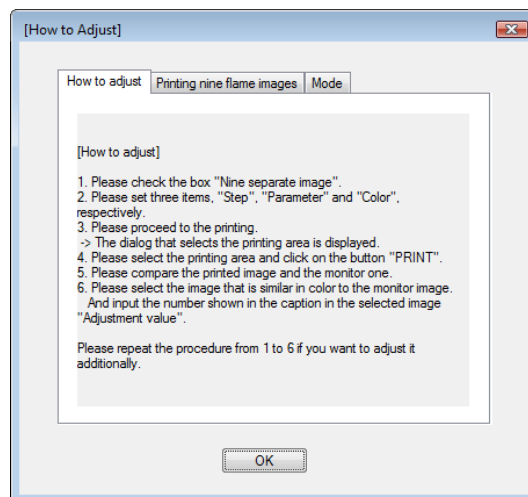 [How to Adjust]
How to adjust
Printing nine flame images
Mode
[How to adjust]
1. Please check the box "Nine separate image".
2. Please set three items, "Step", "Parameter" and "Color",
respectively.
3. Please proceed to the printing.
-> The dialog that selects the printing area is displayed.
4. Please select the printing area and click on the button "PRINT".
5. Please compare the printed image and the monitor one.
6. Please select the image that is similar in color to the monitor image.
And input the number shown in the caption in the selected image
"Adjustment value".
Please repeat the procedure from 1 to 6 if you want to adjust it
additionally.
OK